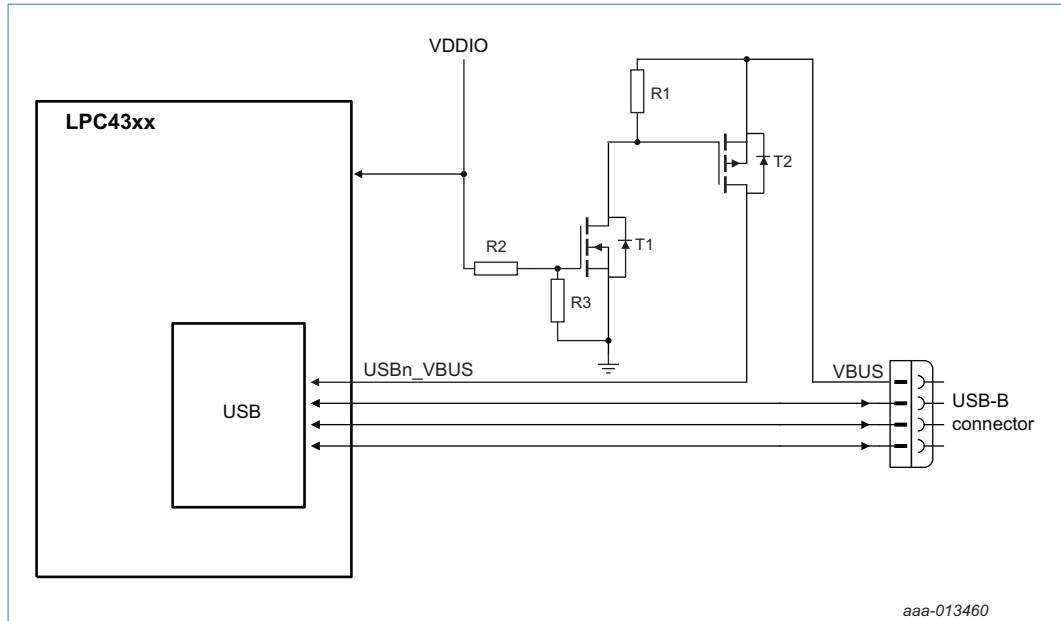 VDDIO
R1
LPC43xx
T2
R2
T1
R3
USBn_VBUS
VBUS
USB
USB-B
connector
aaa-013460